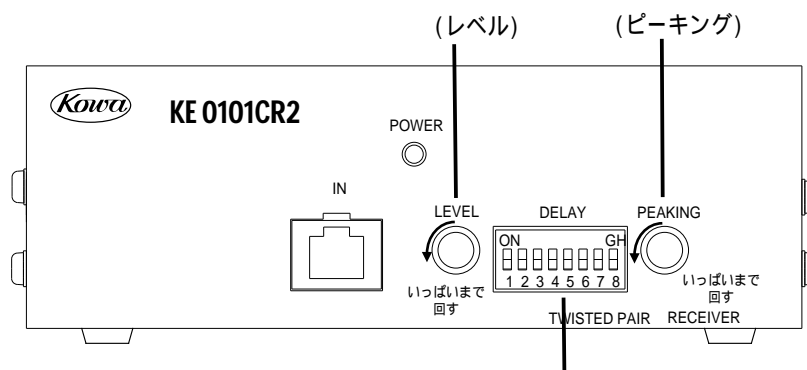 (レベル)
(ピーキング)
Kowa
KE 0101CR2
POWER
IN
LEVEL
DELAY
PEAKING
ON
GH
1 2 3 4 5 6 7 8
いっぱいまで
回す
いっぱいまで
回す
TWISTED PAIR RECEIVER